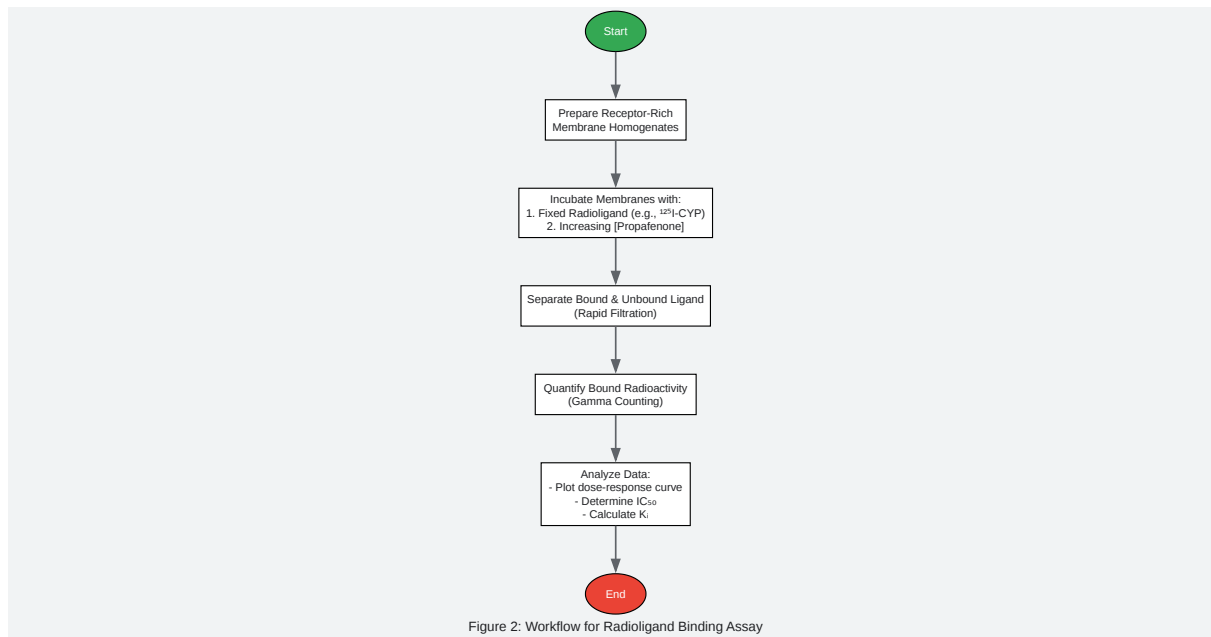 Start
Prepare Receptor-Rich
Membrane Homogenates
Incubate Membranes with:
1. Fixed Radioligand (e.g., ¹²⁵I-CYP)
2. Increasing [Propafenone]
Separate Bound & Unbound Ligand
(Rapid Filtration)
Quantify Bound Radioactivity
(Gamma Counting)
Analyze Data:
- Plot dose-response curve
- Determine IC₅₀
- Calculate Kᵢ
End
Figure 2: Workflow for Radioligand Binding Assay